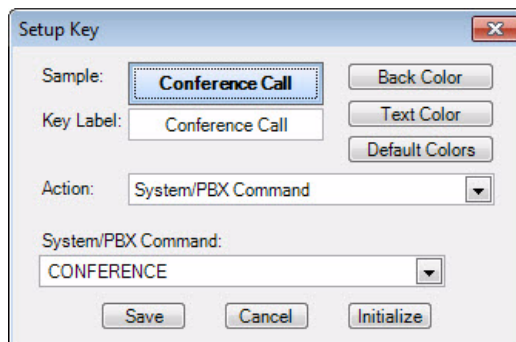 Setup Key
Sample: Conference Call Back Color
Key Label: Conference Call Text Color
Default Colors
Action: System/PBX Command
System/PBX Command:
CONFERENCE
Save Cancel Initialize